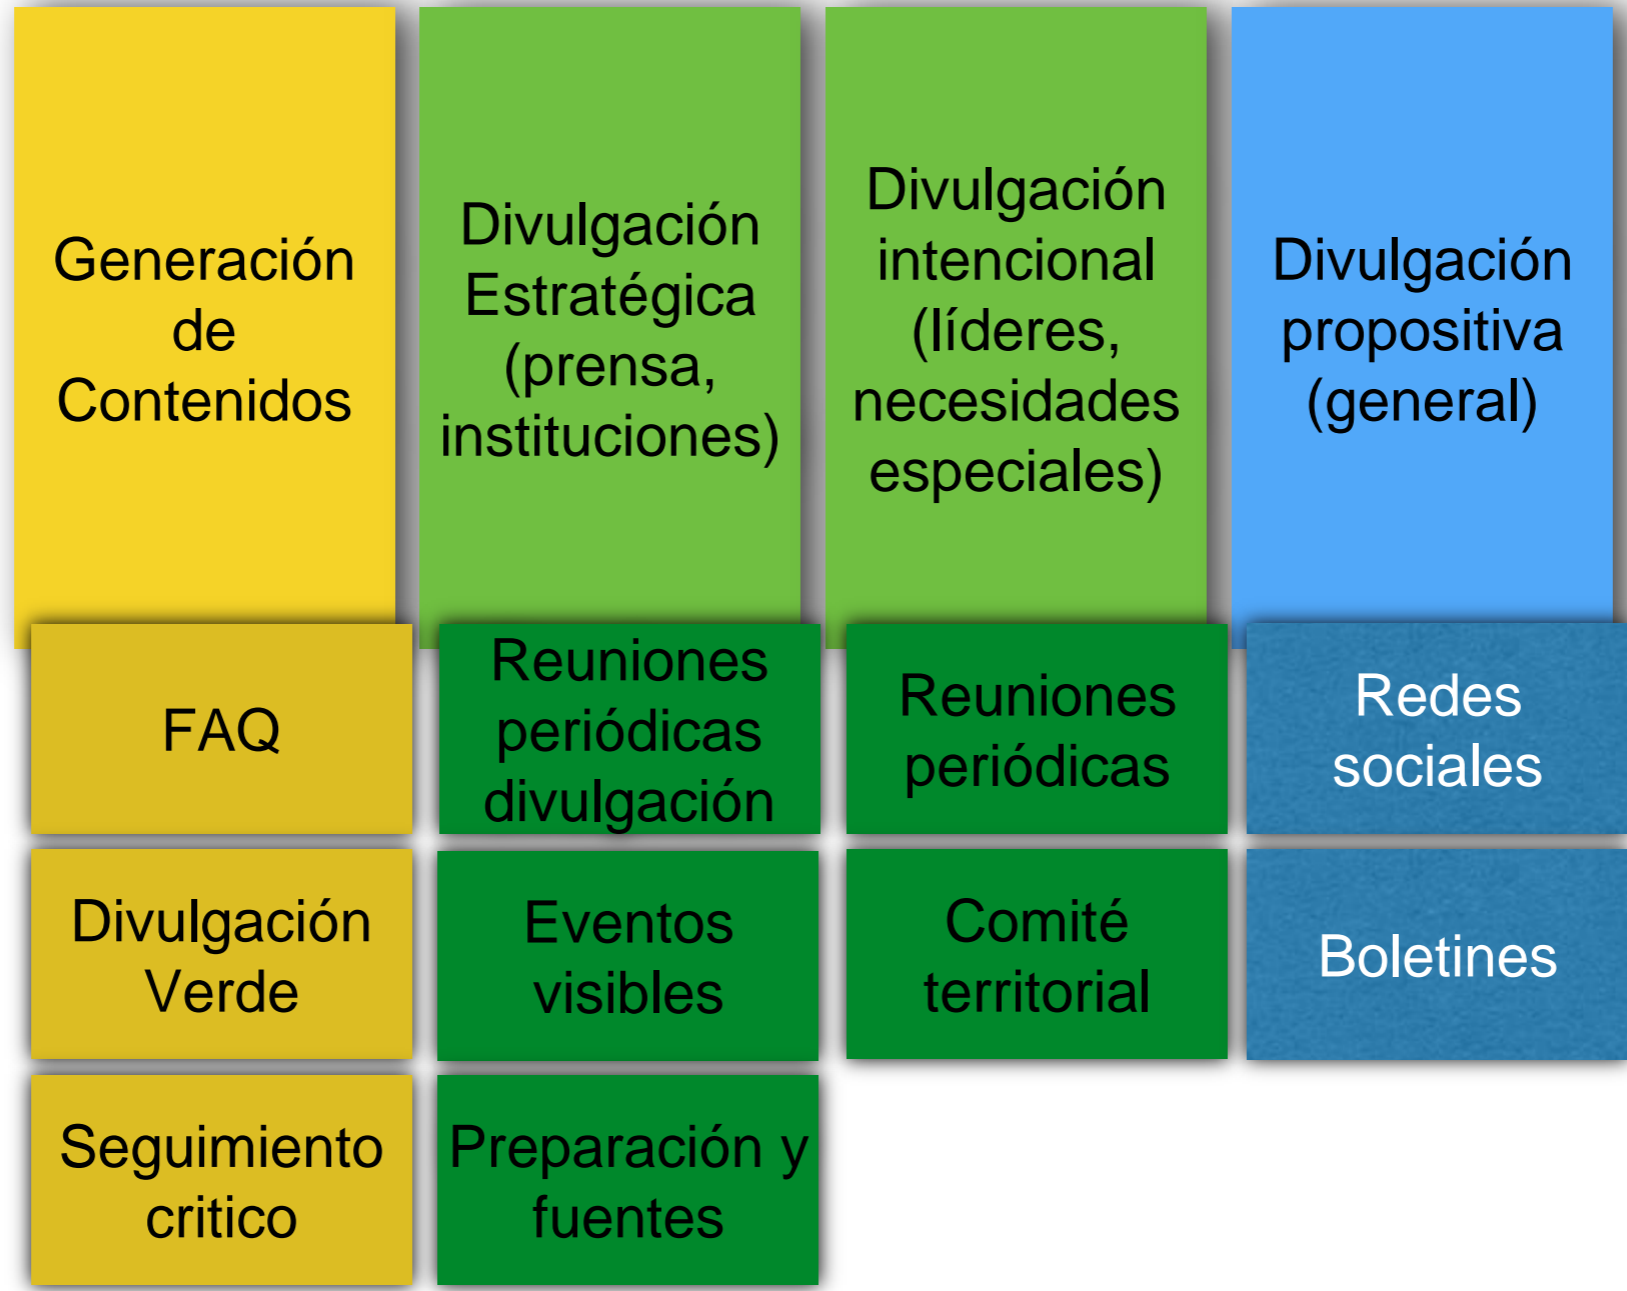 Generación
de
Contenidos
Divulgación
Estratégica
(prensa,
instituciones)
Divulgación
intencional
(líderes,
necesidades
especiales)
Divulgación
propositiva
(general)
FAQ
Reuniones
periódicas
divulgación
Reuniones
periódicas
Redes
sociales
Divulgación
Verde
Eventos
visibles
Comité
territorial
Boletines
Seguimiento
critico
Preparación y
fuentes